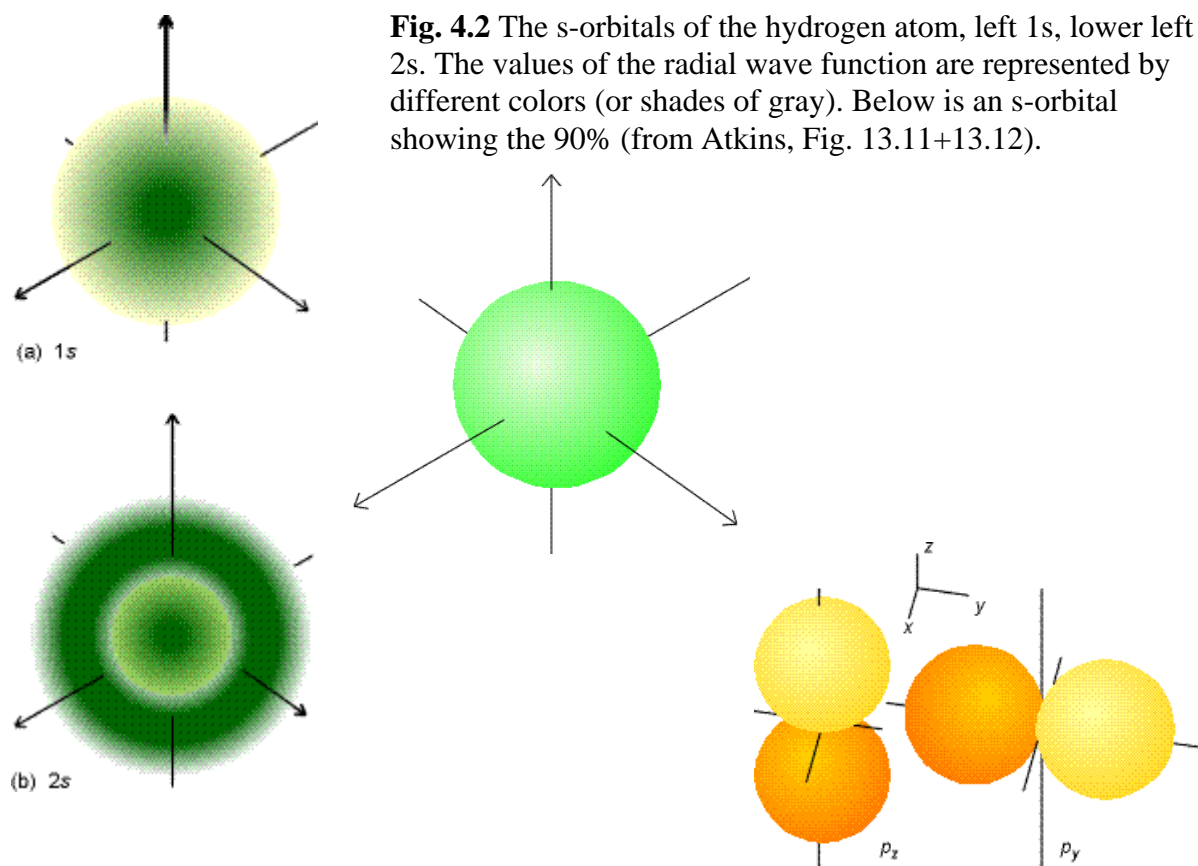 Fig. 4.2 The s-orbitals of the hydrogen atom, left 1s, lower left
2s. The values of the radial wave function are represented by
different colors (or shades of gray). Below is an s-orbital
showing the 90% (from Atkins, Fig. 13.11+13.12).
(a) 1s
(b) 2s
z
y
x
Pz
Py